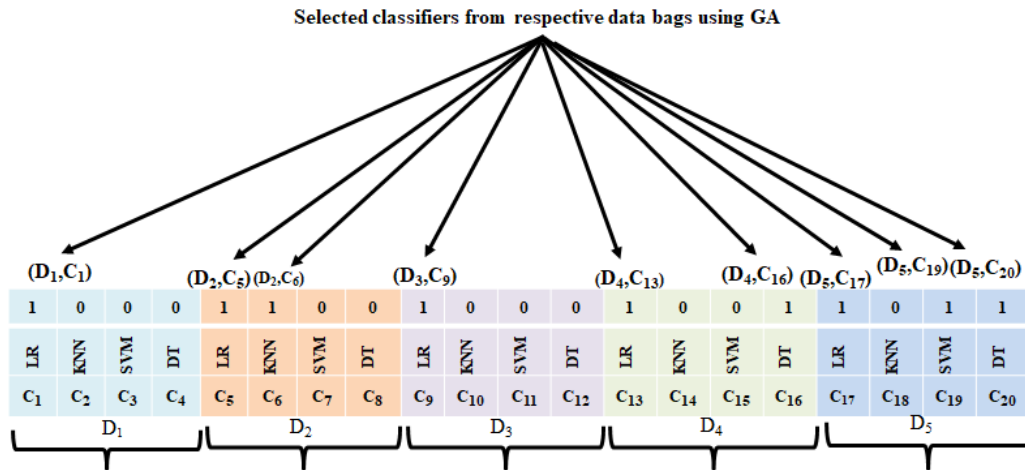 Selected classifiers from respective data bags using GA
(D₁,C₁) (D₂,C₅) (D₂,C₆) (D₃,C₉) (D₄,C₁₃) (D₄,C₁₆) (D₅,C₁₇) (D₅,C₁₉) (D₅,C₂₀)
1 0 0 0 1 1 0 0 1 0 0 0 1 0 0 1 1 0 1 1
LR KNN SVM DT LR KNN SVM DT LR KNN SVM DT LR KNN SVM DT LR KNN SVM DT
C₁ C₂ C₃ C₄ C₅ C₆ C₇ C₈ C₉ C₁₀ C₁₁ C₁₂ C₁₃ C₁₄ C₁₅ C₁₆ C₁₇ C₁₈ C₁₉ C₂₀
D₁ D₂ D₃ D₄ D₅